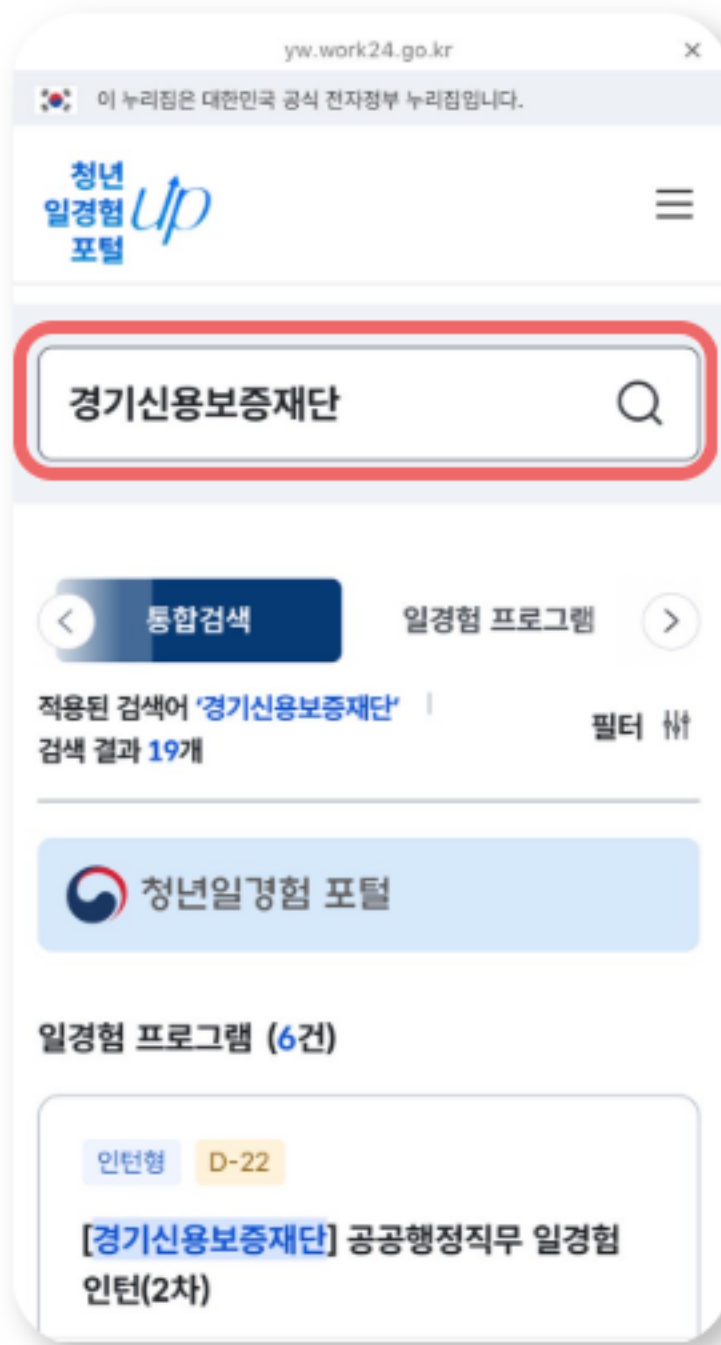 yw.work24.go.kr
이 누리집은 대한민국 공식 전자정부 누리집입니다.
청년
일경험 up
포털
경기신용보증재단
통합검색 일경험 프로그램
적용된 검색어 ‘경기신용보증재단’
검색 결과 19개
필터
청년일경험 포털
일경험 프로그램 (6건)
인턴형 D-22
[경기신용보증재단] 공공행정직무 일경험
인턴(2차)